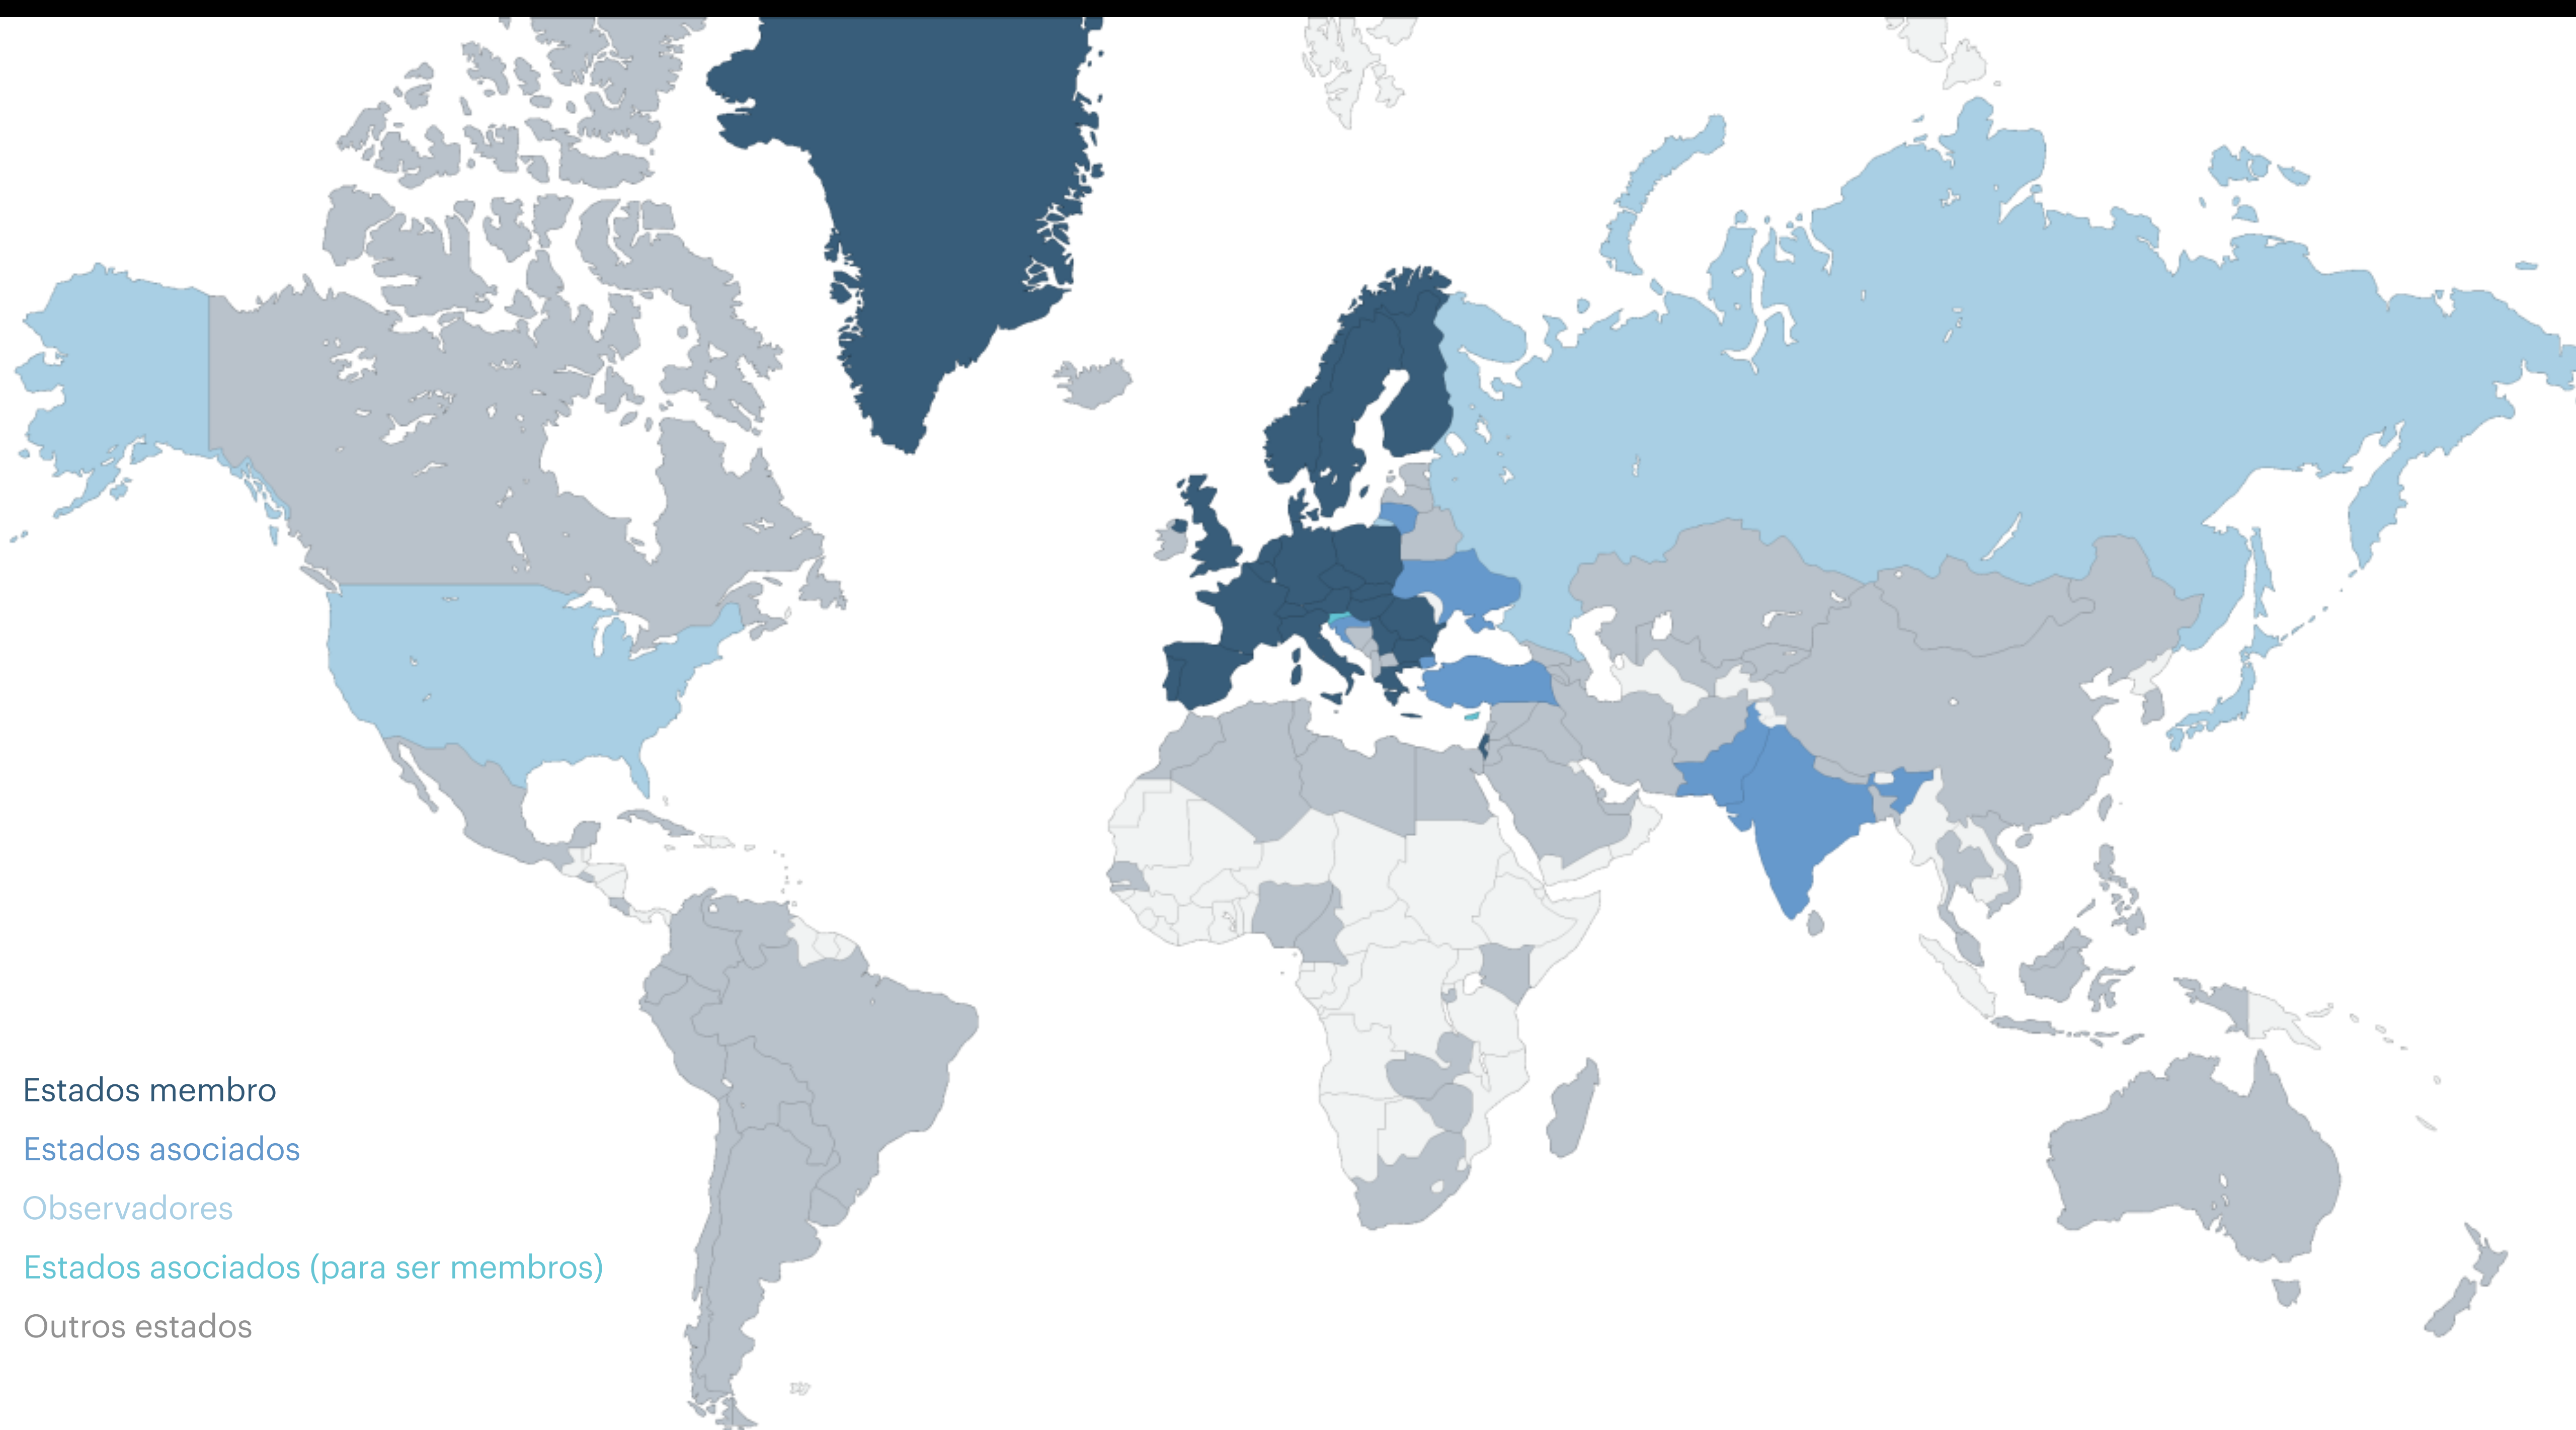 Estados membro
Estados asociados
Observadores
Estados asociados (para ser membros)
Outros estados